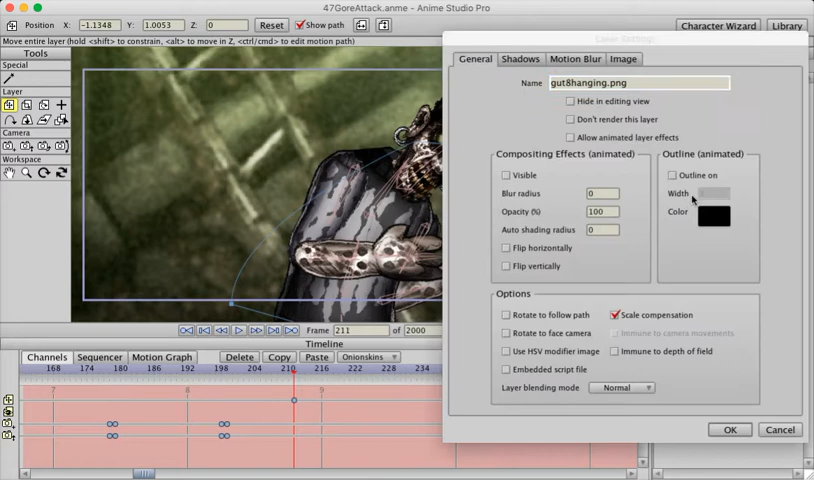 47GoreAttack.anme - Anime Studio Pro
Position X: -1.1348 Y: 1.0053 Z: 0 Reset Show path Character Wizard Library
Move entire layer (hold <shift> to constrain, <alt> to move in Z, <ctrl/cmd> to edit motion path)
Tools
Special
Layer
Camera
Workspace
General Shadows Motion Blur Image
Name gut8hanging.png
Hide in editing view
Don't render this layer
Allow animated layer effects
Compositing Effects (animated) Outline (animated)
Visible Outline on
Blur radius 0 Width
Opacity (%) 100 Color
Auto shading radius 0
Flip horizontally
Flip vertically
Options
Rotate to follow path Scale compensation
Rotate to face camera Immune to camera movements
Use HSV modifier image Immune to depth of field
Embedded script file
Layer blending mode Normal
OK Cancel
Frame 211 of 2000
Timeline
Channels Sequencer Motion Graph Delete Copy Paste Onionskins
168 174 180 186 192 198 204 210 216 222 228 234
7 8 9